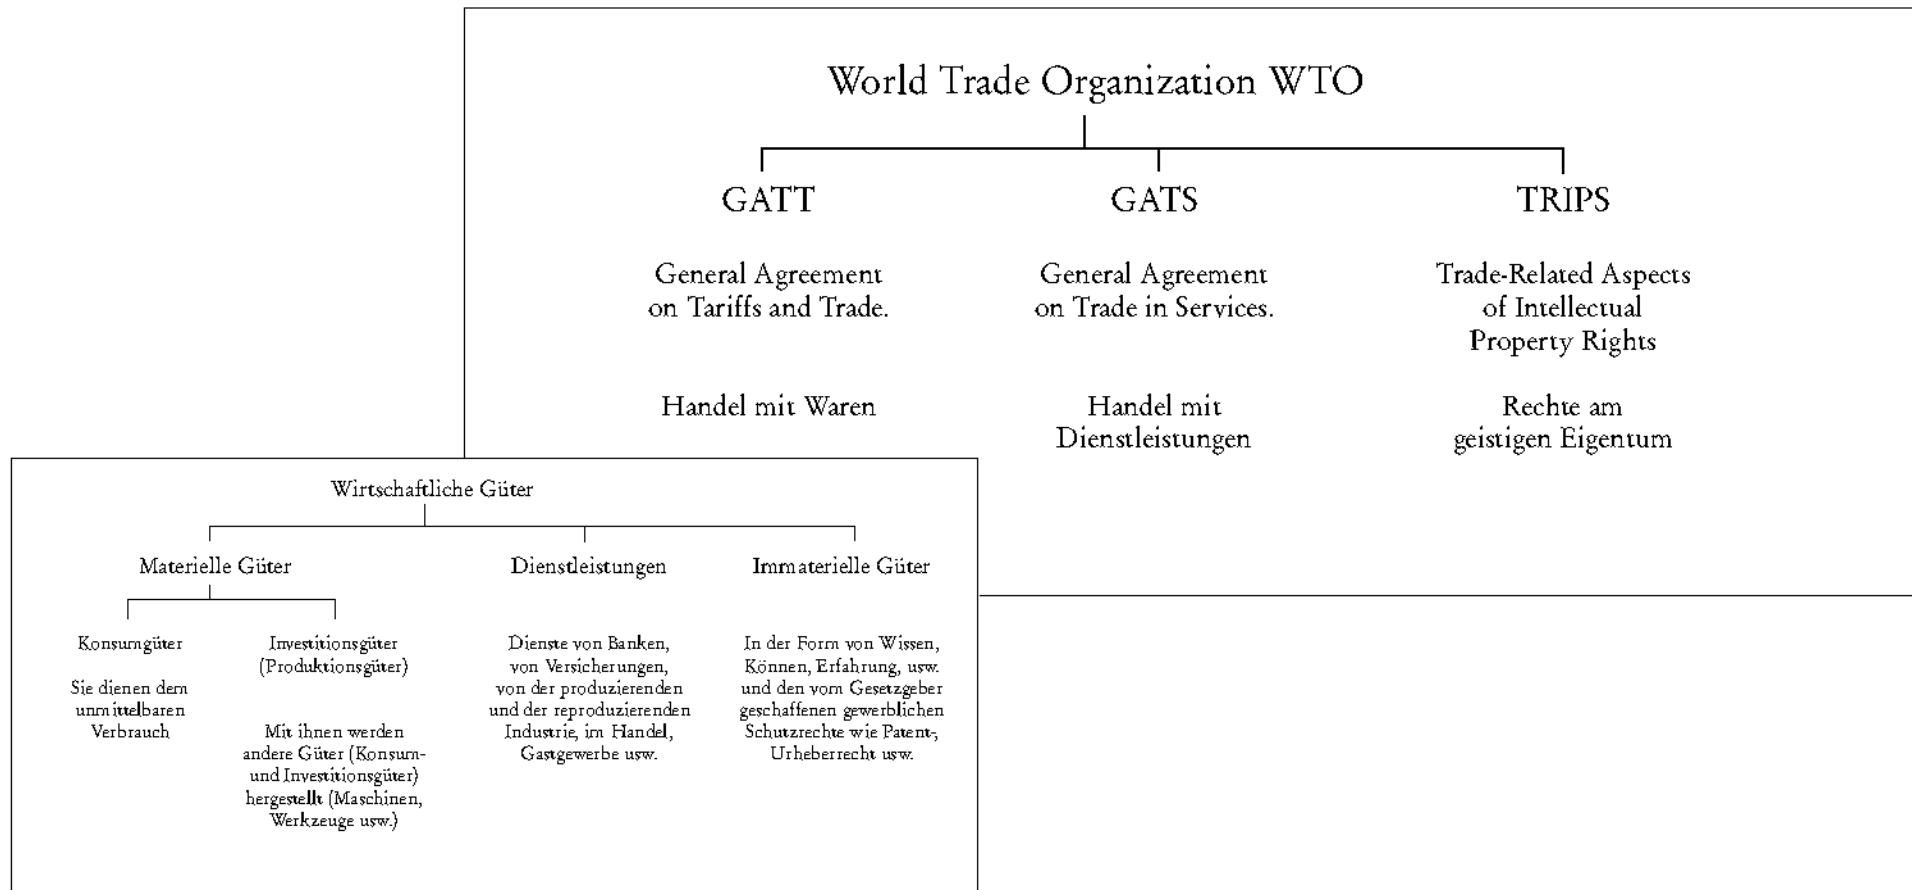 World Trade Organization WTO
GATT
GATS
TRIPS
General Agreement
on Tariffs and Trade.
General Agreement
on Trade in Services.
Trade-Related Aspects
of Intellectual
Property Rights
Handel mit Waren
Handel mit
Dienstleistungen
Rechte am
geistigen Eigentum
Wirtschaftliche Güter
Materielle Güter
Dienstleistungen
Immaterielle Güter
Konsumgüter
Sie dienen dem
unmittelbaren
Verbrauch
Investitionsgüter
(Produktionsgüter)
Mit ihnen werden
andere Güter (Konsum-
und Investitionsgüter)
hergestellt (Maschinen,
Werkzeuge usw.)
Dienste von Banken,
von Versicherungen,
von der produzierenden
und der reproduzierenden
Industrie, im Handel,
Gastgewerbe usw.
In der Form von Wissen,
Können, Erfahrung, usw.
und den vom Gesetzgeber
geschaffenen gewerblichen
Schutzrechte wie Patent-,
Urheberrecht usw.